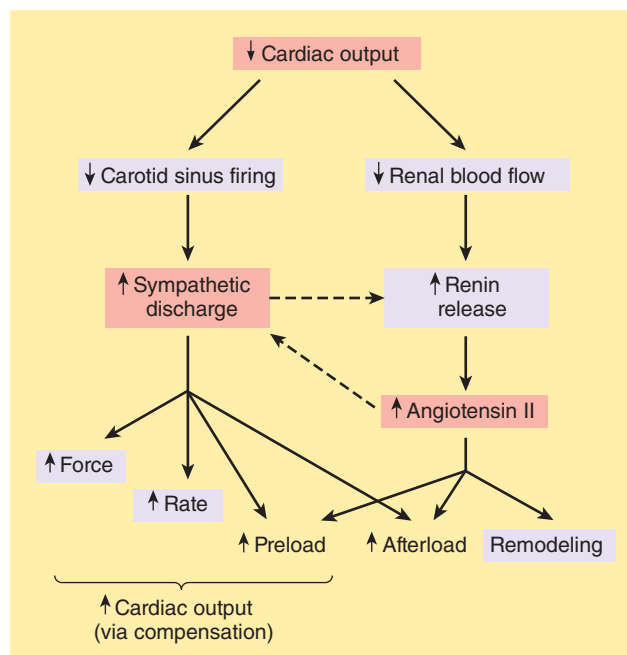 ↓ Cardiac output
↓ Carotid sinus firing
↓ Renal blood flow
↑ Sympathetic
discharge
↑ Renin
release
↑ Angiotensin II
↑ Force
↑ Rate
↑ Preload
↑ Afterload
Remodeling
↑ Cardiac output
(via compensation)